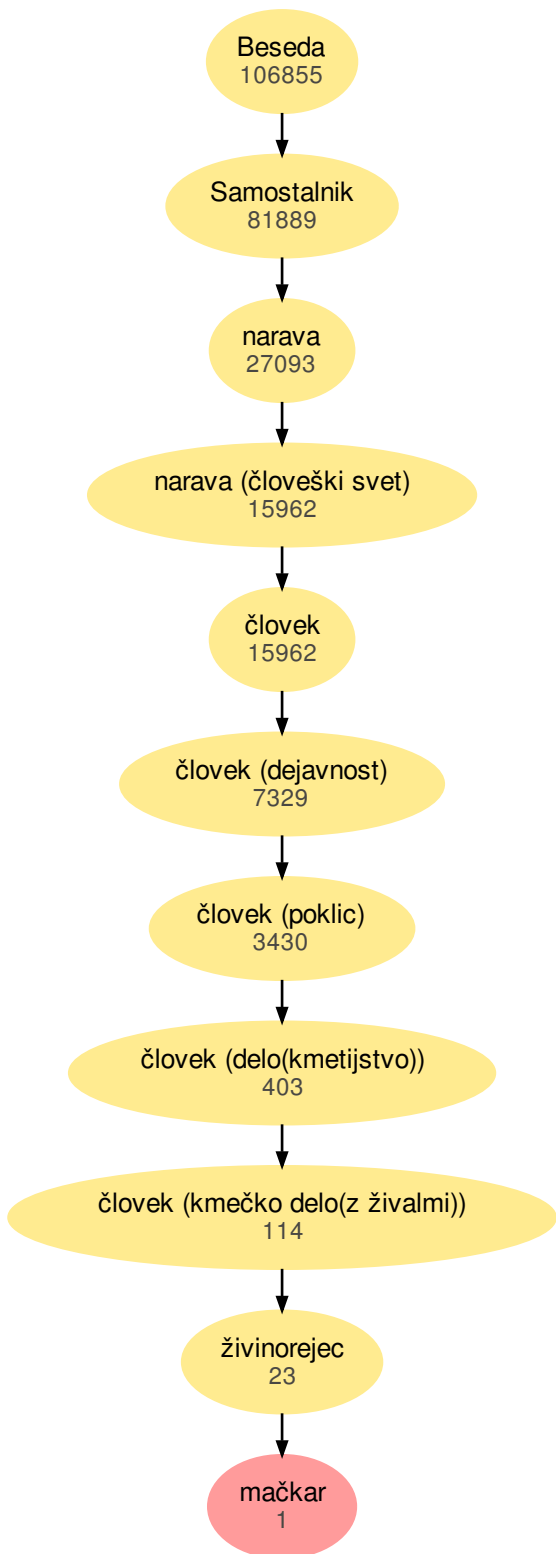 Beseda
106855
Samostalnik
81889
narava
27093
narava (človeški svet)
15962
človek
15962
človek (dejavnost)
7329
človek (poklic)
3430
človek (delo(kmetijstvo))
403
človek (kmečko delo(z živalmi))
114
živinorejec
23
mačkar
1